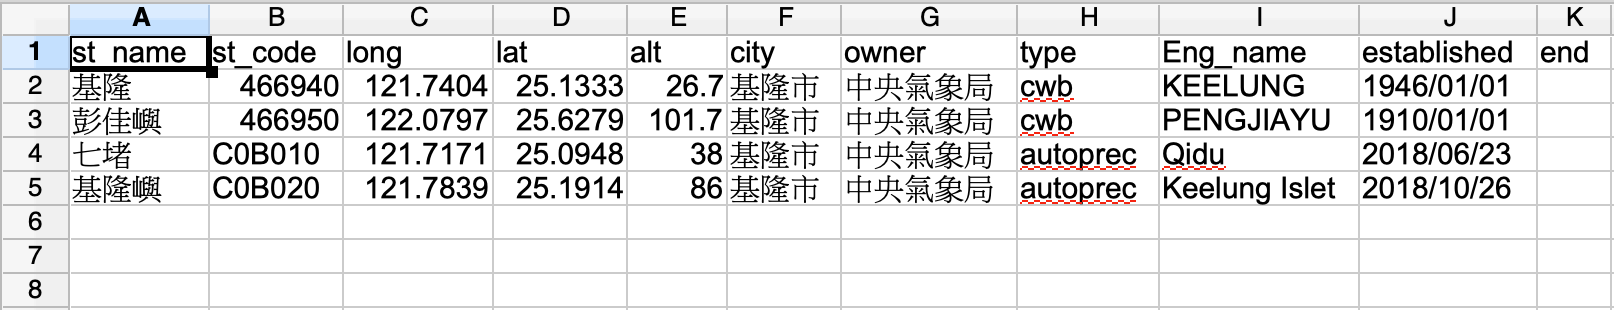 A B C D E F G H I J K
1 st_name st_code long lat alt city owner type Eng_name established end
2 基隆 466940 121.7404 25.1333 26.7 基隆市 中央氣象局 cwb KEELUNG 1946/01/01
3 彭佳嶼 466950 122.0797 25.6279 101.7 基隆市 中央氣象局 cwb PENGJIAYU 1910/01/01
4 七堵 C0B010 121.7171 25.0948 38 基隆市 中央氣象局 autoprec Qidu 2018/06/23
5 基隆嶼 C0B020 121.7839 25.1914 86 基隆市 中央氣象局 autoprec Keelung Islet 2018/10/26
6
7
8